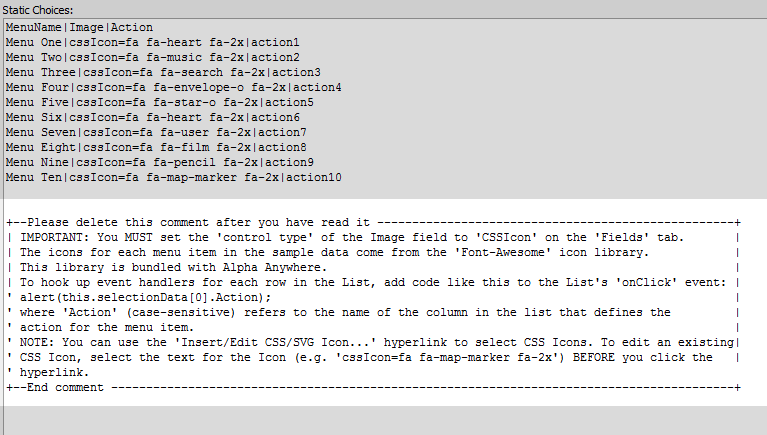 Static Choices:
MenuName|Image|Action
Menu One|cssIcon=fa fa-heart fa-2x|action1
Menu Two|cssIcon=fa fa-music fa-2x|action2
Menu Three|cssIcon=fa fa-search fa-2x|action3
Menu Four|cssIcon=fa fa-envelope-o fa-2x|action4
Menu Five|cssIcon=fa fa-star-o fa-2x|action5
Menu Six|cssIcon=fa fa-heart fa-2x|action6
Menu Seven|cssIcon=fa fa-user fa-2x|action7
Menu Eight|cssIcon=fa fa-film fa-2x|action8
Menu Nine|cssIcon=fa fa-pencil fa-2x|action9
Menu Ten|cssIcon=fa fa-map-marker fa-2x|action10
+--Please delete this comment after you have read it ---------------------------------------------------+
| IMPORTANT: You MUST set the 'control type' of the Image field to 'CSSIcon' on the 'Fields' tab.       |
| The icons for each menu item in the sample data come from the 'Font-Awesome' icon library.            |
| This library is bundled with Alpha Anywhere.                                                          |
| To hook up event handlers for each row in the List, add code like this to the List's 'onClick' event: |
' alert(this.selectionData[0].Action);                                                                  |
' where 'Action' (case-sensitive) refers to the name of the column in the list that defines the         |
' action for the menu item.                                                                             |
' NOTE: You can use the 'Insert/Edit CSS/SVG Icon...' hyperlink to select CSS Icons. To edit an existing|
' CSS Icon, select the text for the Icon (e.g. 'cssIcon=fa fa-map-marker fa-2x') BEFORE you click the   |
' hyperlink.
+--End comment -----------------------------------------------------------------------------------------+